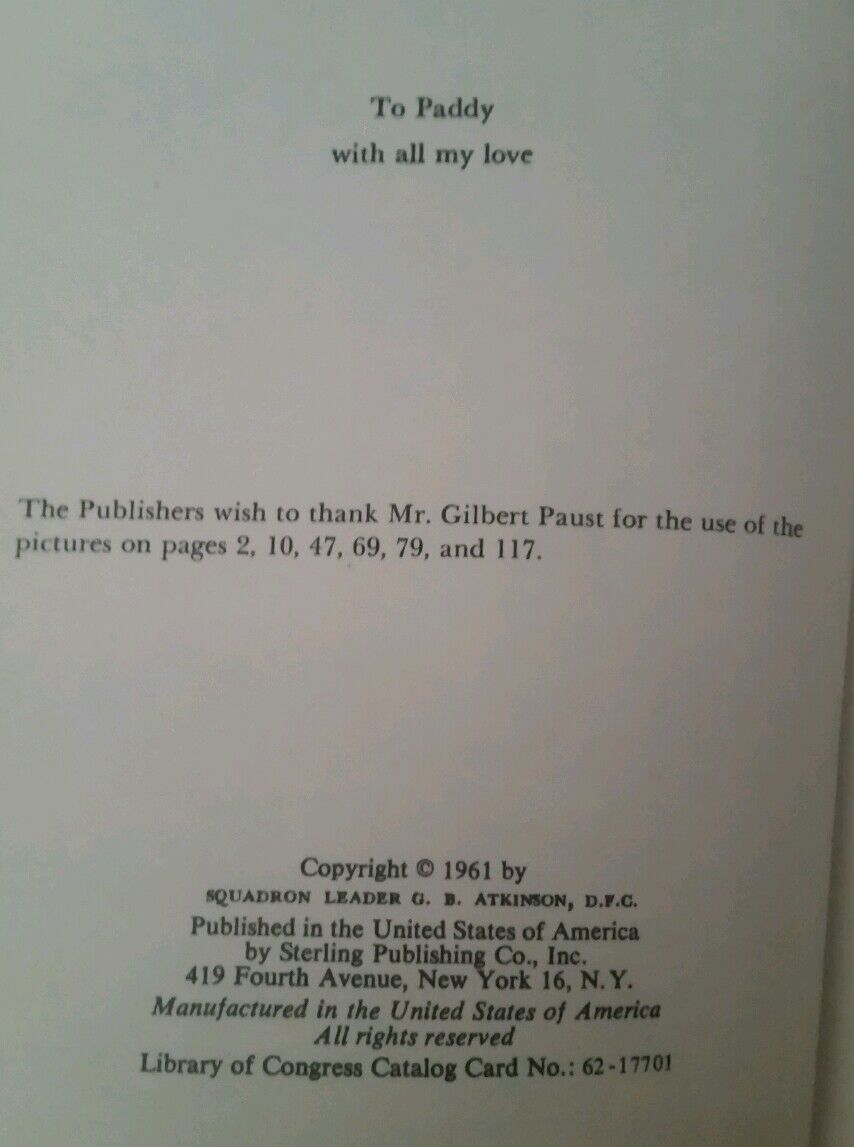 To Paddy
with all my love
The Publishers wish to thank Mr. Gilbert Paust for the use of the
pictures on pages 2, 10, 47, 69, 79, and 117.
Copyright © 1961 by
SQUADRON LEADER G. B. ATKINSON, D.F.C.
Published in the United States of America
by Sterling Publishing Co., Inc.
419 Fourth Avenue, New York 16, N.Y.
Manufactured in the United States of America
All rights reserved
Library of Congress Catalog Card No.: 62-17701